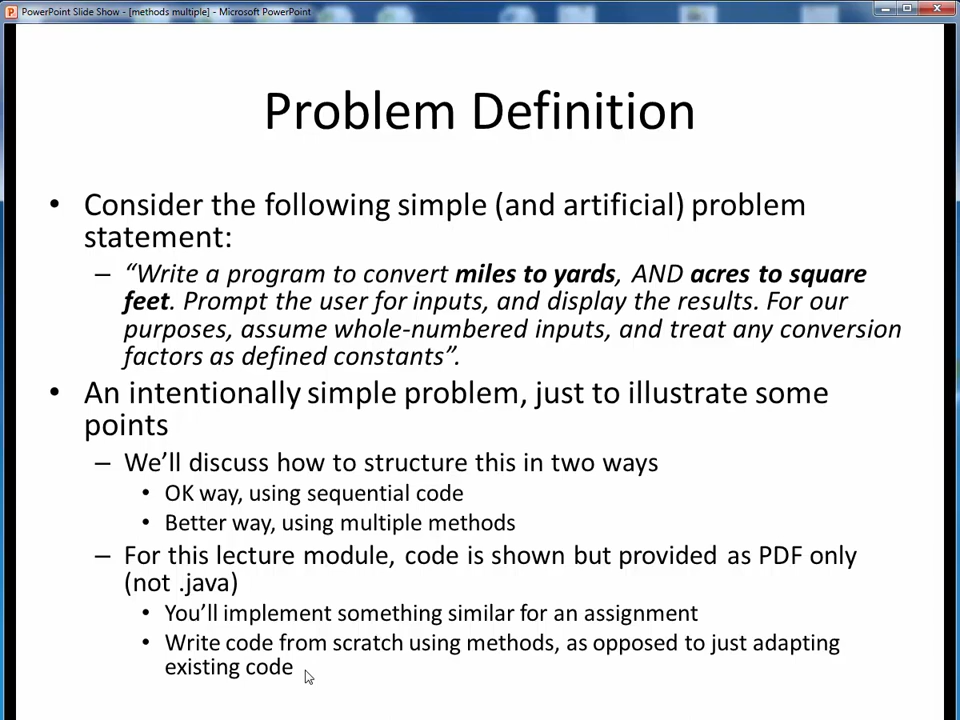 PowerPoint Slide Show - [methods multiple] - Microsoft PowerPoint
Problem Definition
• Consider the following simple (and artificial) problem
statement:
– “Write a program to convert miles to yards, AND acres to square
feet. Prompt the user for inputs, and display the results. For our
purposes, assume whole-numbered inputs, and treat any conversion
factors as defined constants”.
• An intentionally simple problem, just to illustrate some
points
– We’ll discuss how to structure this in two ways
• OK way, using sequential code
• Better way, using multiple methods
– For this lecture module, code is shown but provided as PDF only
(not .java)
• You’ll implement something similar for an assignment
• Write code from scratch using methods, as opposed to just adapting
existing code